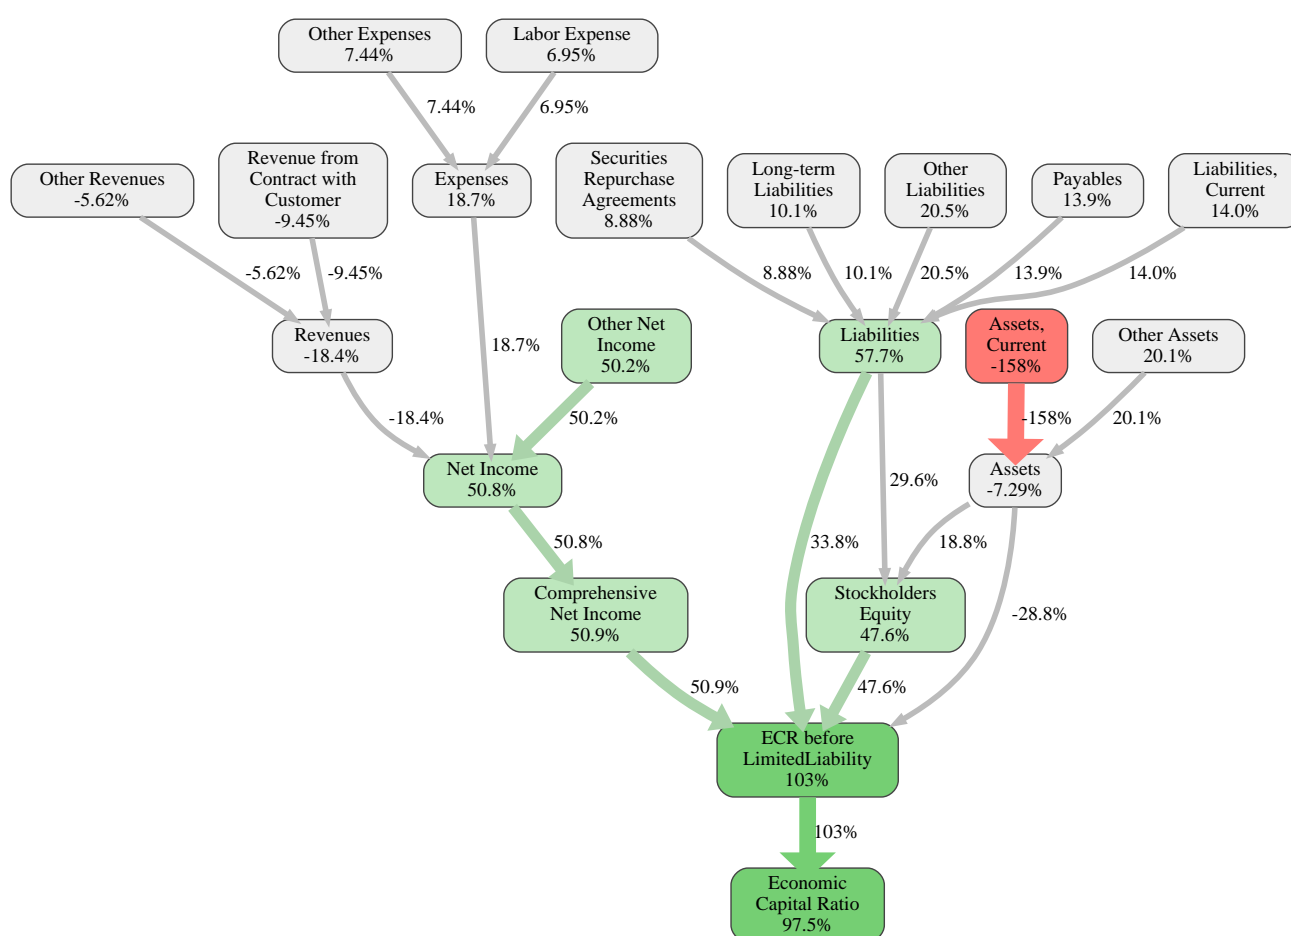 Other Expenses
7.44%
Labor Expense
6.95%
7.44%
6.95%
Other Revenues
-5.62%
Revenue from
Contract with
Customer
-9.45%
Expenses
18.7%
Securities
Repurchase
Agreements
8.88%
Long-term
Liabilities
10.1%
Other
Liabilities
20.5%
Payables
13.9%
Liabilities,
Current
14.0%
-5.62%
-9.45%
8.88%
10.1%
20.5%
13.9%
14.0%
Revenues
-18.4%
18.7%
Other Net
Income
50.2%
Liabilities
57.7%
Assets,
Current
-158%
Other Assets
20.1%
-18.4%
50.2%
-158%
20.1%
Net Income
50.8%
29.6%
Assets
-7.29%
50.8%
33.8%
18.8%
Comprehensive
Net Income
50.9%
Stockholders
Equity
47.6%
-28.8%
50.9%
47.6%
ECR before
LimitedLiability
103%
103%
Economic
Capital Ratio
97.5%